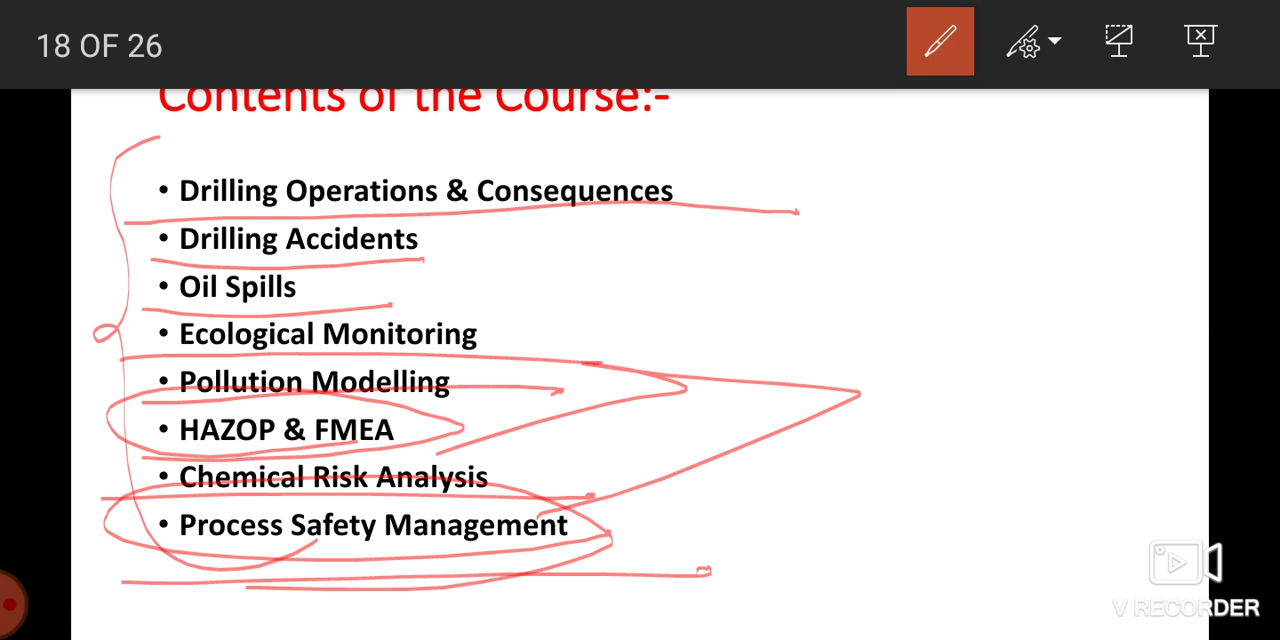 18 OF 26
Contents of the Course:-
• Drilling Operations & Consequences
• Drilling Accidents
• Oil Spills
• Ecological Monitoring
• Pollution Modelling
• HAZOP & FMEA
• Chemical Risk Analysis
• Process Safety Management
V RECORDER